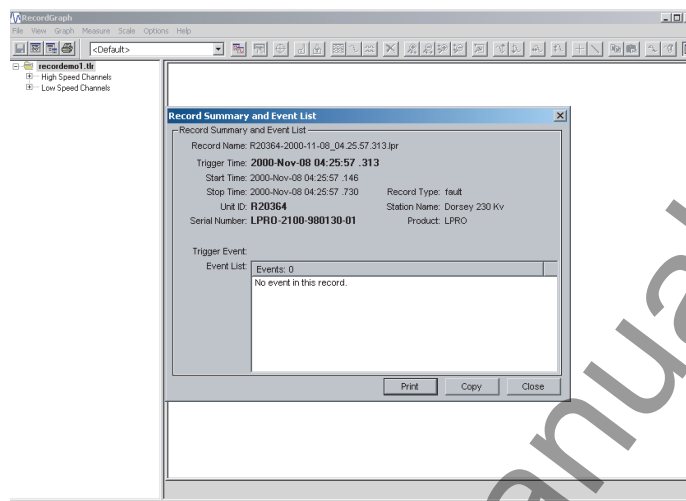 RecordGraph
File View Graph Measure Scale Options Help
<Default>
recordemo1.tlr
High Speed Channels
Low Speed Channels
Record Summary and Event List
Record Summary and Event List
Record Name: R20364-2000-11-08_04.25.57.313.lpr
Trigger Time: 2000-Nov-08 04:25:57 .313
Start Time: 2000-Nov-08 04:25:57 .146
Stop Time: 2000-Nov-08 04:25:57 .730 Record Type: fault
Unit ID: R20364 Station Name: Dorsey 230 Kv
Serial Number: LPRO-2100-980130-01 Product: LPRO
Trigger Event:
Event List: Events: 0
No event in this record.
Print Copy Close